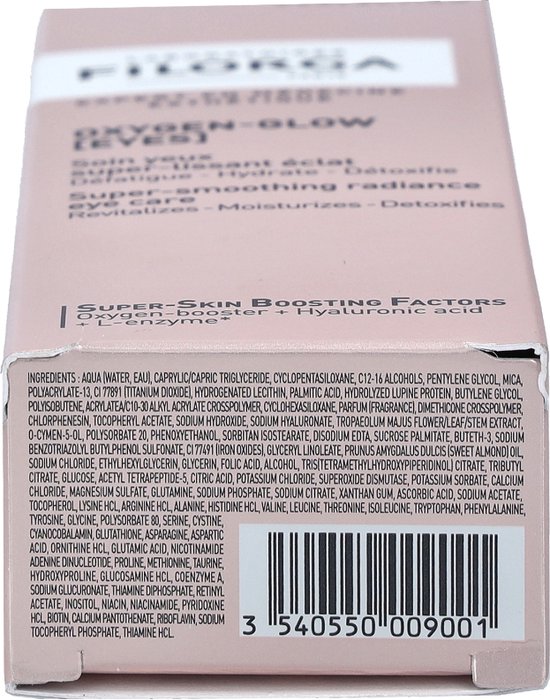 FILORGA
OXYGEN-GLOW
[EYES]
Soin yeux
super-lissant éclat
Défatigue - Hydrate - Détoxifie
Super-smoothing radiance
eye care
Revitalizes - Moisturizes - Detoxifies
SUPER-SKIN BOOSTING FACTORS
Oxygen-booster + Hyaluronic acid
+ L-enzyme*
INGREDIENTS : AQUA (WATER, EAU), CAPRYLIC/CAPRIC TRIGLYCERIDE, CYCLOPENTASILOXANE, C12-16 ALCOHOLS, PENTYLENE GLYCOL, MICA,
POLYACRYLATE-13, CI 77891 (TITANIUM DIOXIDE), HYDROGENATED LECITHIN, PALMITIC ACID, HYDROLYZED LUPINE PROTEIN, BUTYLENE GLYCOL,
POLYISOBUTENE, ACRYLATEA/C10-30 ALKYL ACRYLATE CROSSPOLYMER, CYCLOHEXASILOXANE, PARFUM (FRAGRANCE), DIMETHICONE CROSSPOLYMER,
CHLORPHENESIN, TOCOPHERYL ACETATE, SODIUM HYDROXIDE, SODIUM HYALURONATE, TROPAEOLUM MAJUS FLOWER/LEAF/STEM EXTRACT,
O-CYMEN-5-OL, POLYSORBATE 20, PHENOXYETHANOL, SORBITAN ISOSTEARATE, DISODIUM EDTA, SUCROSE PALMITATE, BUTETH-3, SODIUM
BENZOTRIAZOLYL BUTYLPHENOL SULFONATE, CI 77491 (IRON OXIDES), GLYCERYL LINOLEATE, PRUNUS AMYGDALUS DULCIS (SWEET ALMOND) OIL,
SODIUM CHLORIDE, ETHYLHEXYLGLYCERIN, GLYCERIN, FOLIC ACID, ALCOHOL, TRIS(TETRAMETHYLHYDROXYPIPERIDINOL) CITRATE, TRIBUTYL
CITRATE, GLUCOSE, ACETYL TETRAPEPTIDE-5, CITRIC ACID, POTASSIUM CHLORIDE, SUPEROXIDE DISMUTASE, POTASSIUM SORBATE, CALCIUM
CHLORIDE, MAGNESIUM SULFATE, GLUTAMINE, SODIUM PHOSPHATE, SODIUM CITRATE, XANTHAN GUM, ASCORBIC ACID, SODIUM ACETATE,
TOCOPHEROL, LYSINE HCL, ARGININE HCL, ALANINE, HISTIDINE HCL, VALINE, LEUCINE, THREONINE, ISOLEUCINE, TRYPTOPHAN, PHENYLALANINE,
TYROSINE, GLYCINE, POLYSORBATE 80, SERINE, CYSTINE,
CYANOCOBALAMIN, GLUTATHIONE, ASPARAGINE, ASPARTIC
ACID, ORNITHINE HCL, GLUTAMIC ACID, NICOTINAMIDE
ADENINE DINUCLEOTIDE, PROLINE, METHIONINE, TAURINE,
HYDROXYPROLINE, GLUCOSAMINE HCL, COENZYME A,
SODIUM GLUCURONATE, THIAMINE DIPHOSPHATE, RETINYL
ACETATE, INOSITOL, NIACIN, NIACINAMIDE, PYRIDOXINE
HCL, BIOTIN, CALCIUM PANTOTHENATE, RIBOFLAVIN, SODIUM
TOCOPHERYL PHOSPHATE, THIAMINE HCL.
3 540550 009001